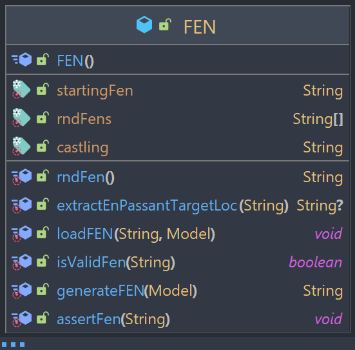 FEN
FEN()
startingFen String
rndFens String[]
castling String
rndFen() String
extractEnPassantTargetLoc(String) String?
loadFEN(String, Model) void
isValidFen(String) boolean
generateFEN(Model) String
assertFen(String) void